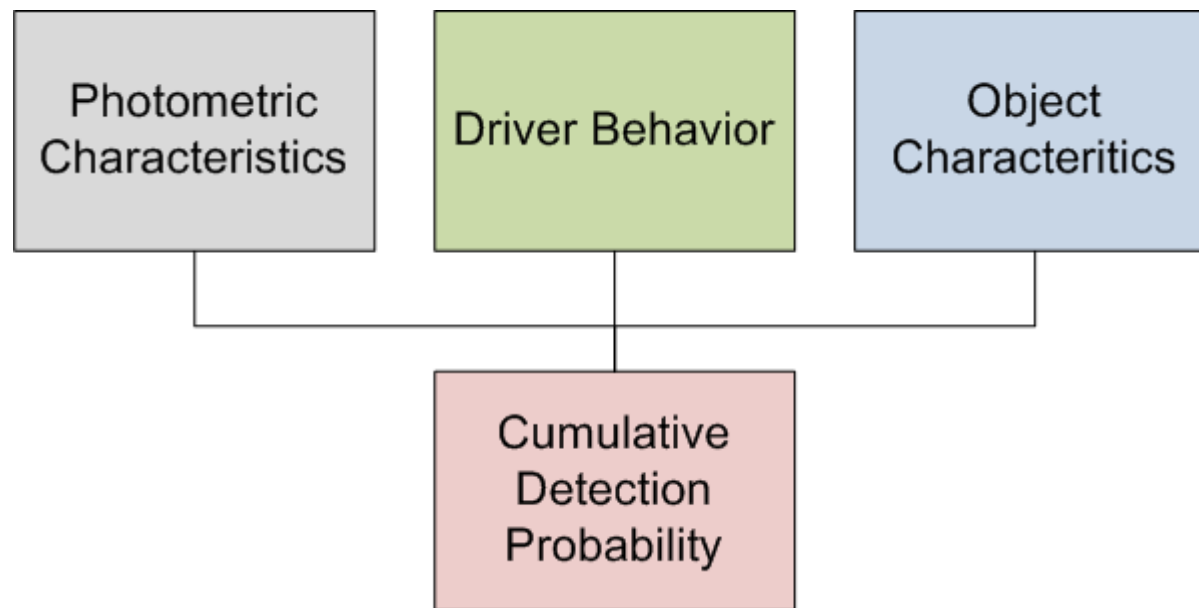 Photometric
Characteristics
Driver Behavior
Object
Characteritics
Cumulative
Detection
Probability